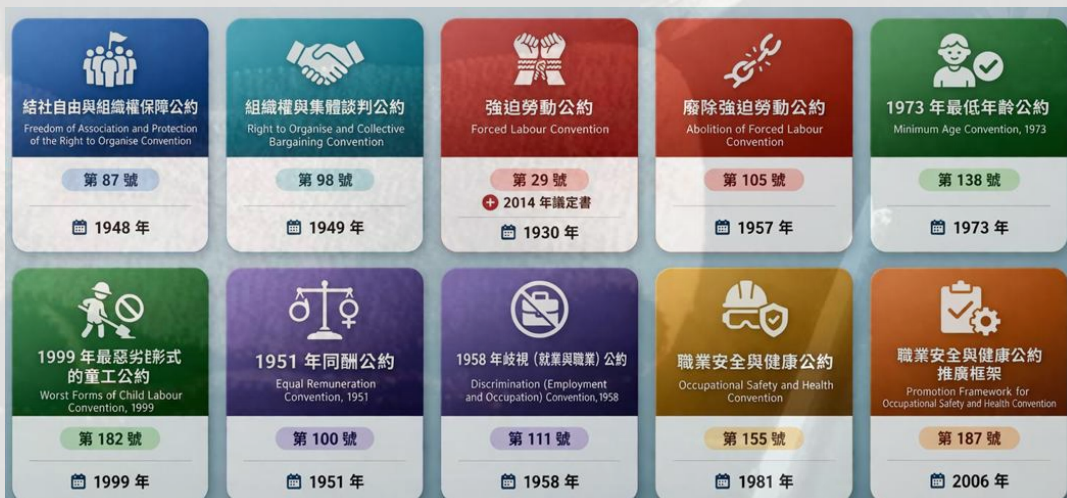 結社自由與組織權保障公約
Freedom of Association and Protection
of the Right to Organise Convention
第 87 號
1948 年
組織權與集體談判公約
Right to Organise and Collective
Bargaining Convention
第 98 號
1949 年
強迫勞動公約
Forced Labour Convention
第 29 號
2014 年議定書
1930 年
廢除強迫勞動公約
Abolition of Forced Labour
Convention
第 105 號
1957 年
1973 年最低年齡公約
Minimum Age Convention, 1973
第 138 號
1973 年
1999 年最惡劣形式
的童工公約
Worst Forms of Child Labour
Convention, 1999
第 182 號
1999 年
1951 年同酬公約
Equal Remuneration
Convention, 1951
第 100 號
1951 年
1958 年歧視（就業與職業）公約
Discrimination (Employment
and Occupation) Convention,1958
第 111 號
1958 年
職業安全與健康公約
Occupational Safety and Health
Convention
第 155 號
1981 年
職業安全與健康公約
推廣框架
Promotion Framework for
Occupational Safety and Health Convention
第 187 號
2006 年